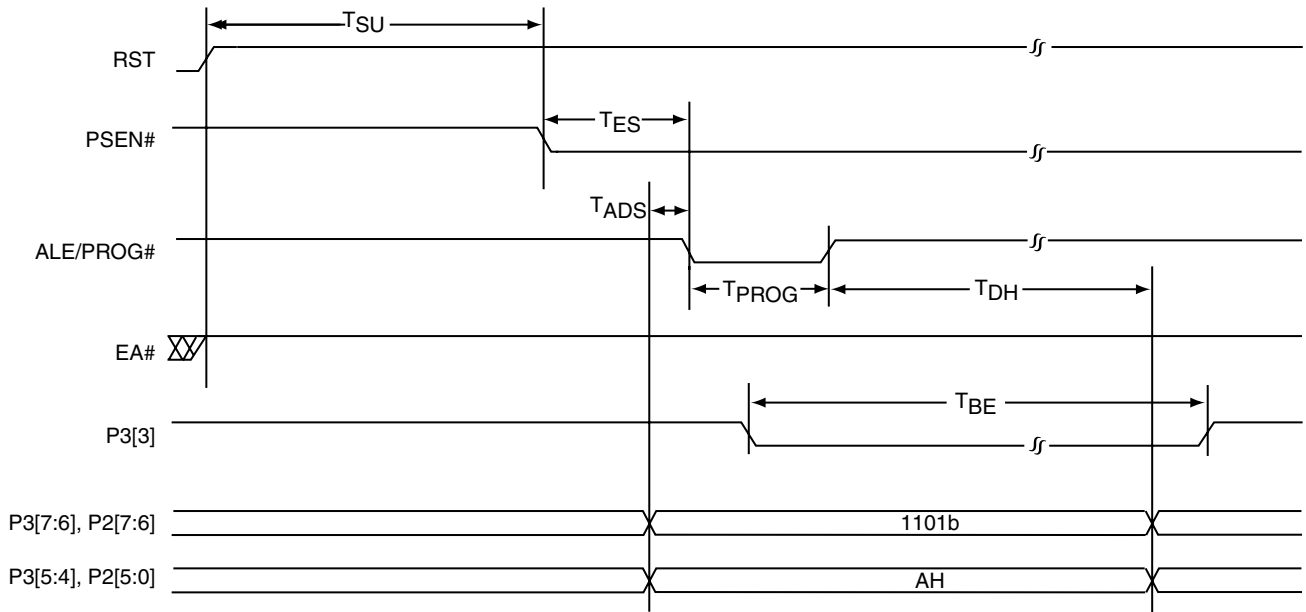 TSU
RST
TES
PSEN#
TADS
ALE/PROG#
TPROG
TDH
EA#
TBE
P3[3]
P3[7:6], P2[7:6]
1101b
P3[5:4], P2[5:0]
AH